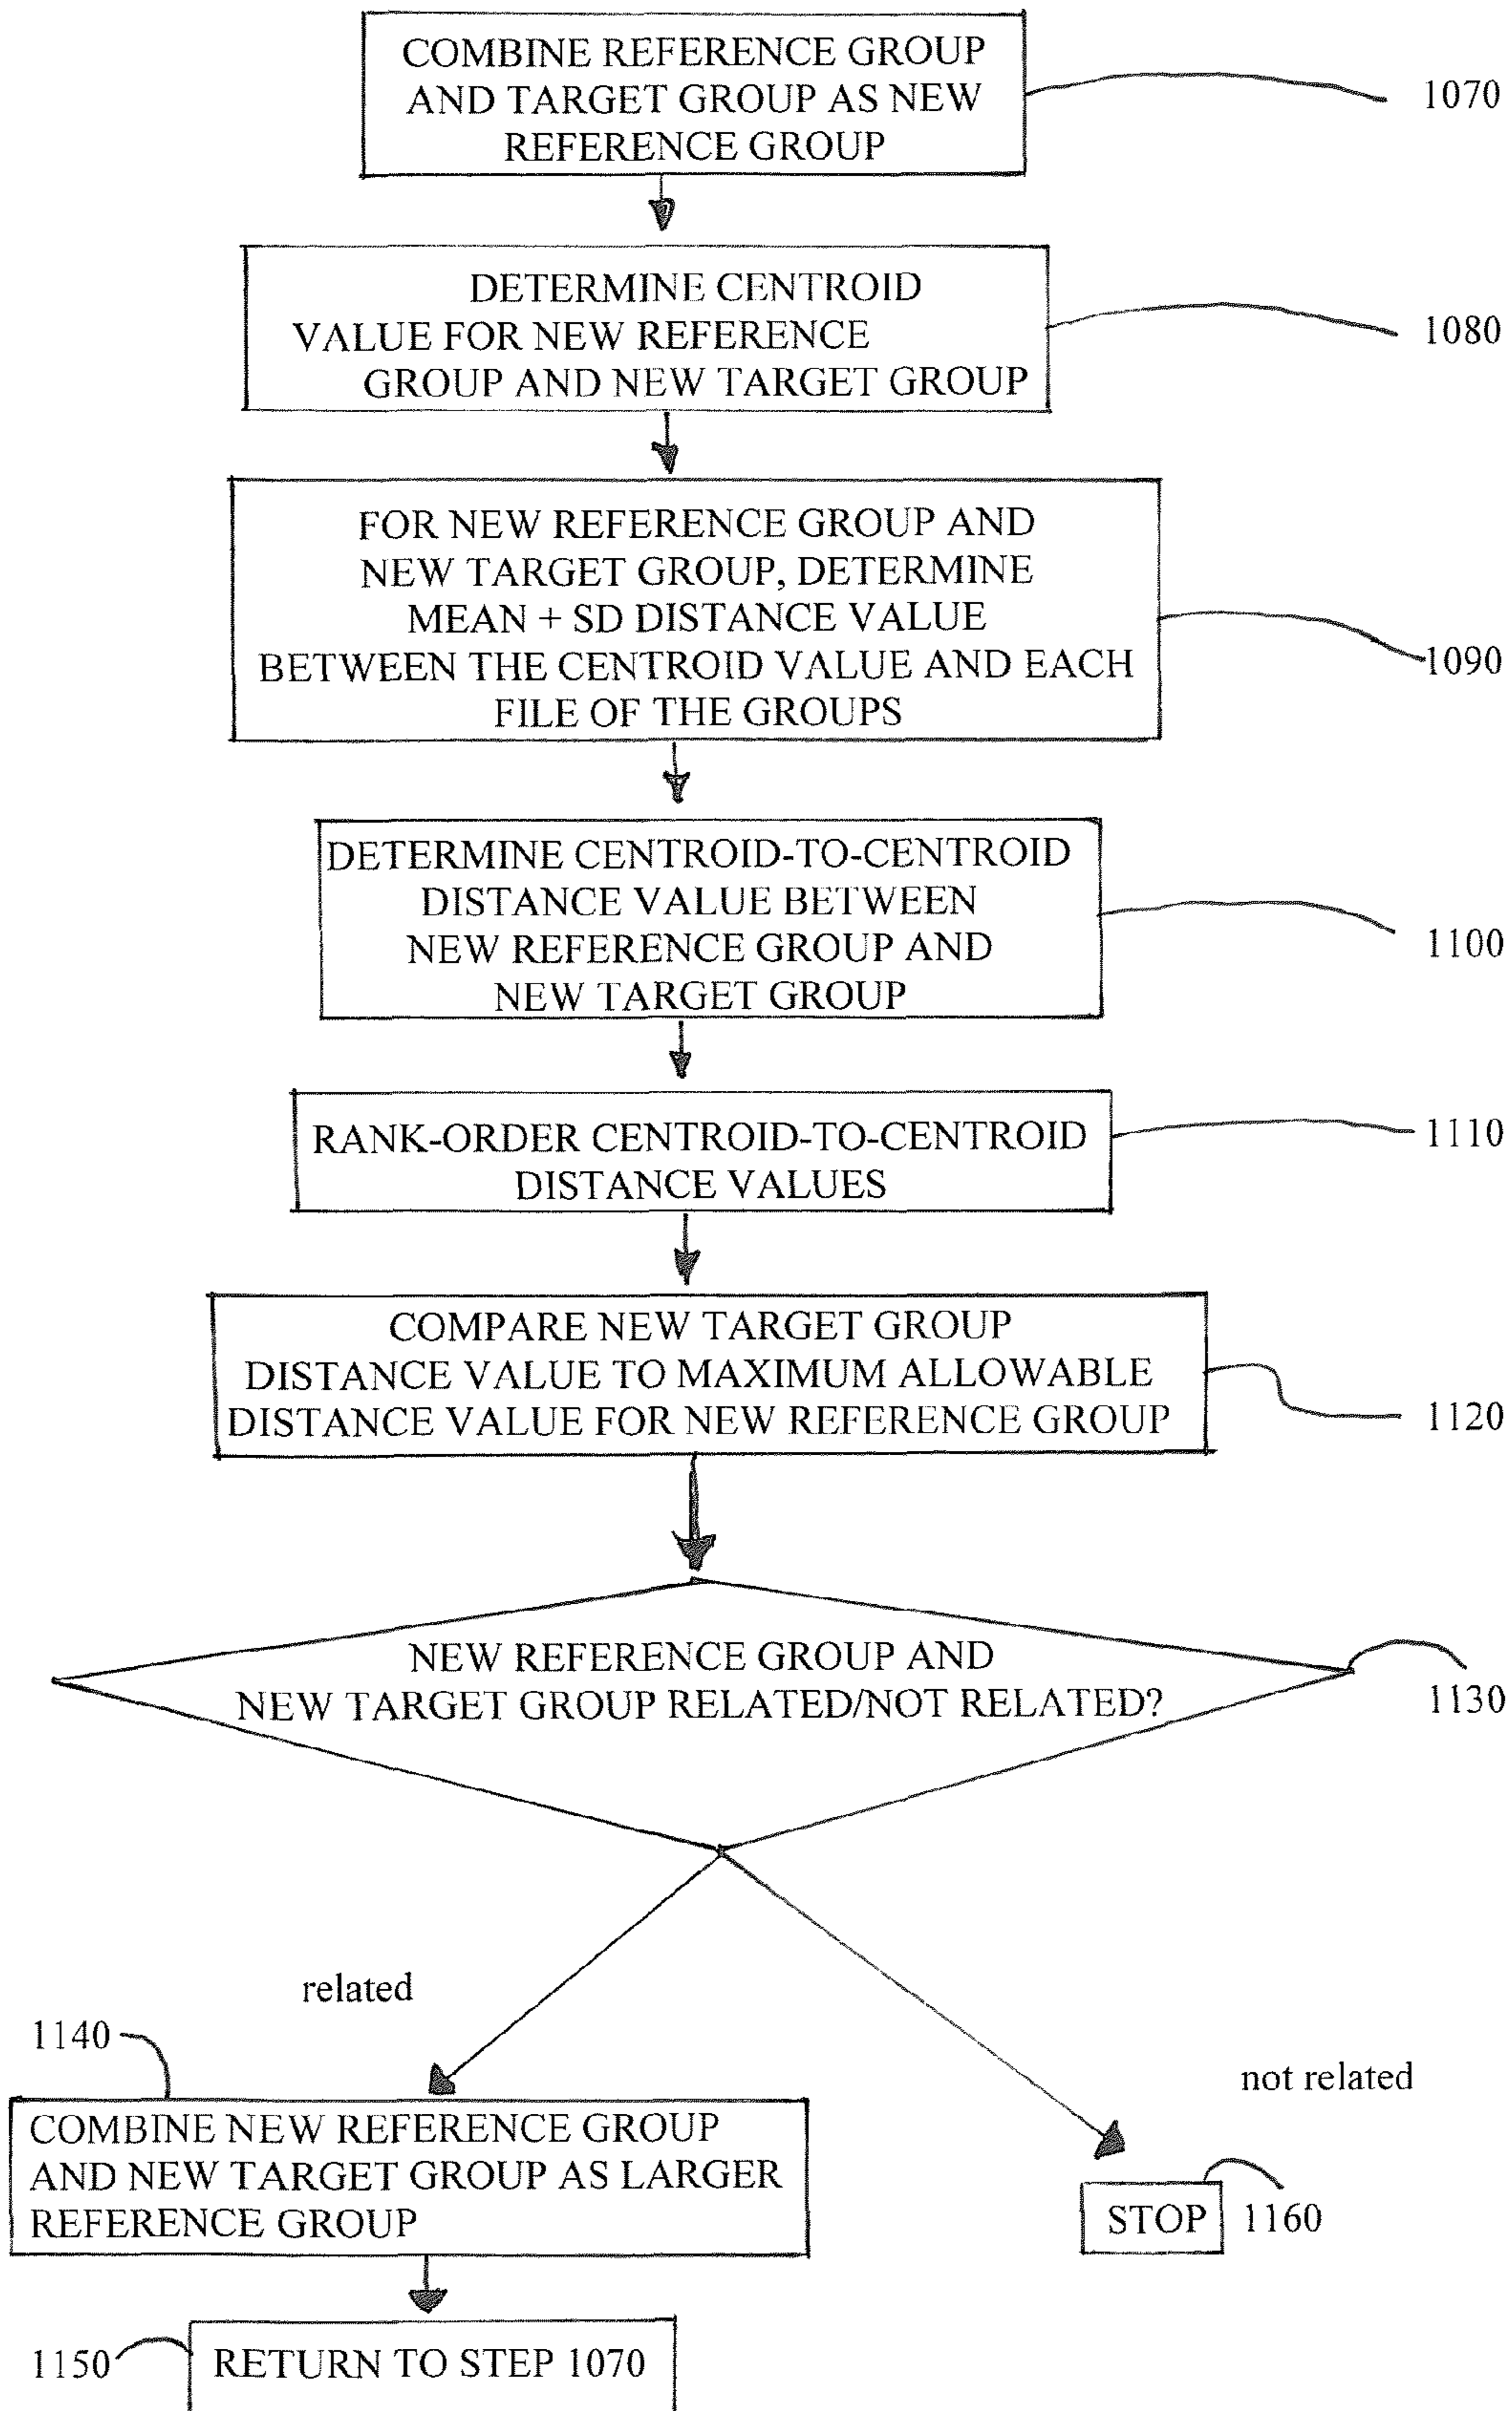 COMBINE REFERENCE GROUP
AND TARGET GROUP AS NEW
REFERENCE GROUP
1070
DETERMINE CENTROID
VALUE FOR NEW REFERENCE
GROUP AND NEW TARGET GROUP
1080
FOR NEW REFERENCE GROUP AND
NEW TARGET GROUP, DETERMINE
MEAN + SD DISTANCE VALUE
BETWEEN THE CENTROID VALUE AND EACH
FILE OF THE GROUPS
1090
DETERMINE CENTROID-TO-CENTROID
DISTANCE VALUE BETWEEN
NEW REFERENCE GROUP AND
NEW TARGET GROUP
1100
RANK-ORDER CENTROID-TO-CENTROID
DISTANCE VALUES
1110
COMPARE NEW TARGET GROUP
DISTANCE VALUE TO MAXIMUM ALLOWABLE
DISTANCE VALUE FOR NEW REFERENCE GROUP
1120
NEW REFERENCE GROUP AND
NEW TARGET GROUP RELATED/NOT RELATED?
1130
related
not related
1140
COMBINE NEW REFERENCE GROUP
AND NEW TARGET GROUP AS LARGER
REFERENCE GROUP
STOP
1160
1150
RETURN TO STEP 1070